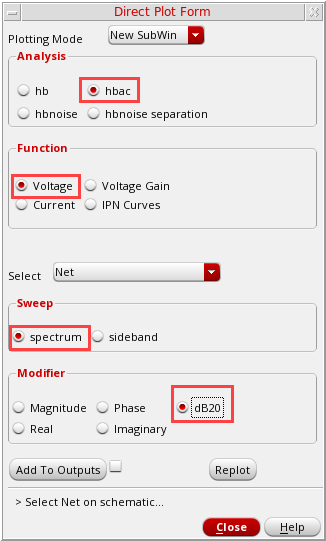 Direct Plot Form
Plotting Mode New SubWin
Analysis
hb hbac
hbnoise hbnoise separation
Function
Voltage Voltage Gain
Current IPN Curves
Select Net
Sweep
spectrum sideband
Modifier
Magnitude Phase dB20
Real Imaginary
Add To Outputs Replot
> Select Net on schematic...
Close Help